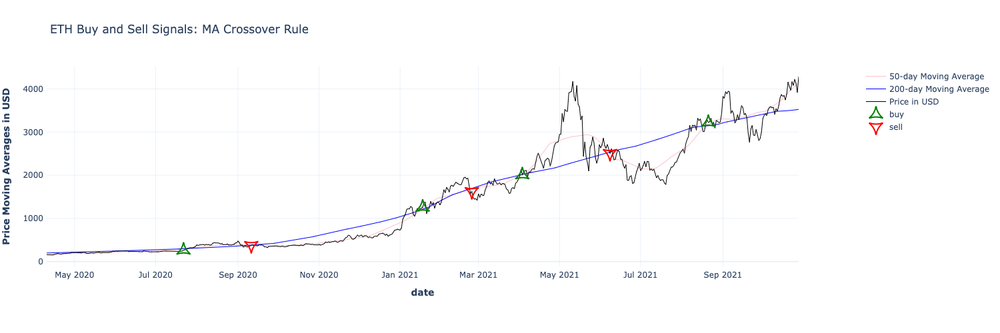 ETH Buy and Sell Signals: MA Crossover Rule
Price Moving Averages in USD
4000
3000
2000
1000
0
May 2020
Jul 2020
Sep 2020
Nov 2020
Jan 2021
Mar 2021
May 2021
Jul 2021
Sep 2021
date
50-day Moving Average
200-day Moving Average
Price in USD
buy
sell